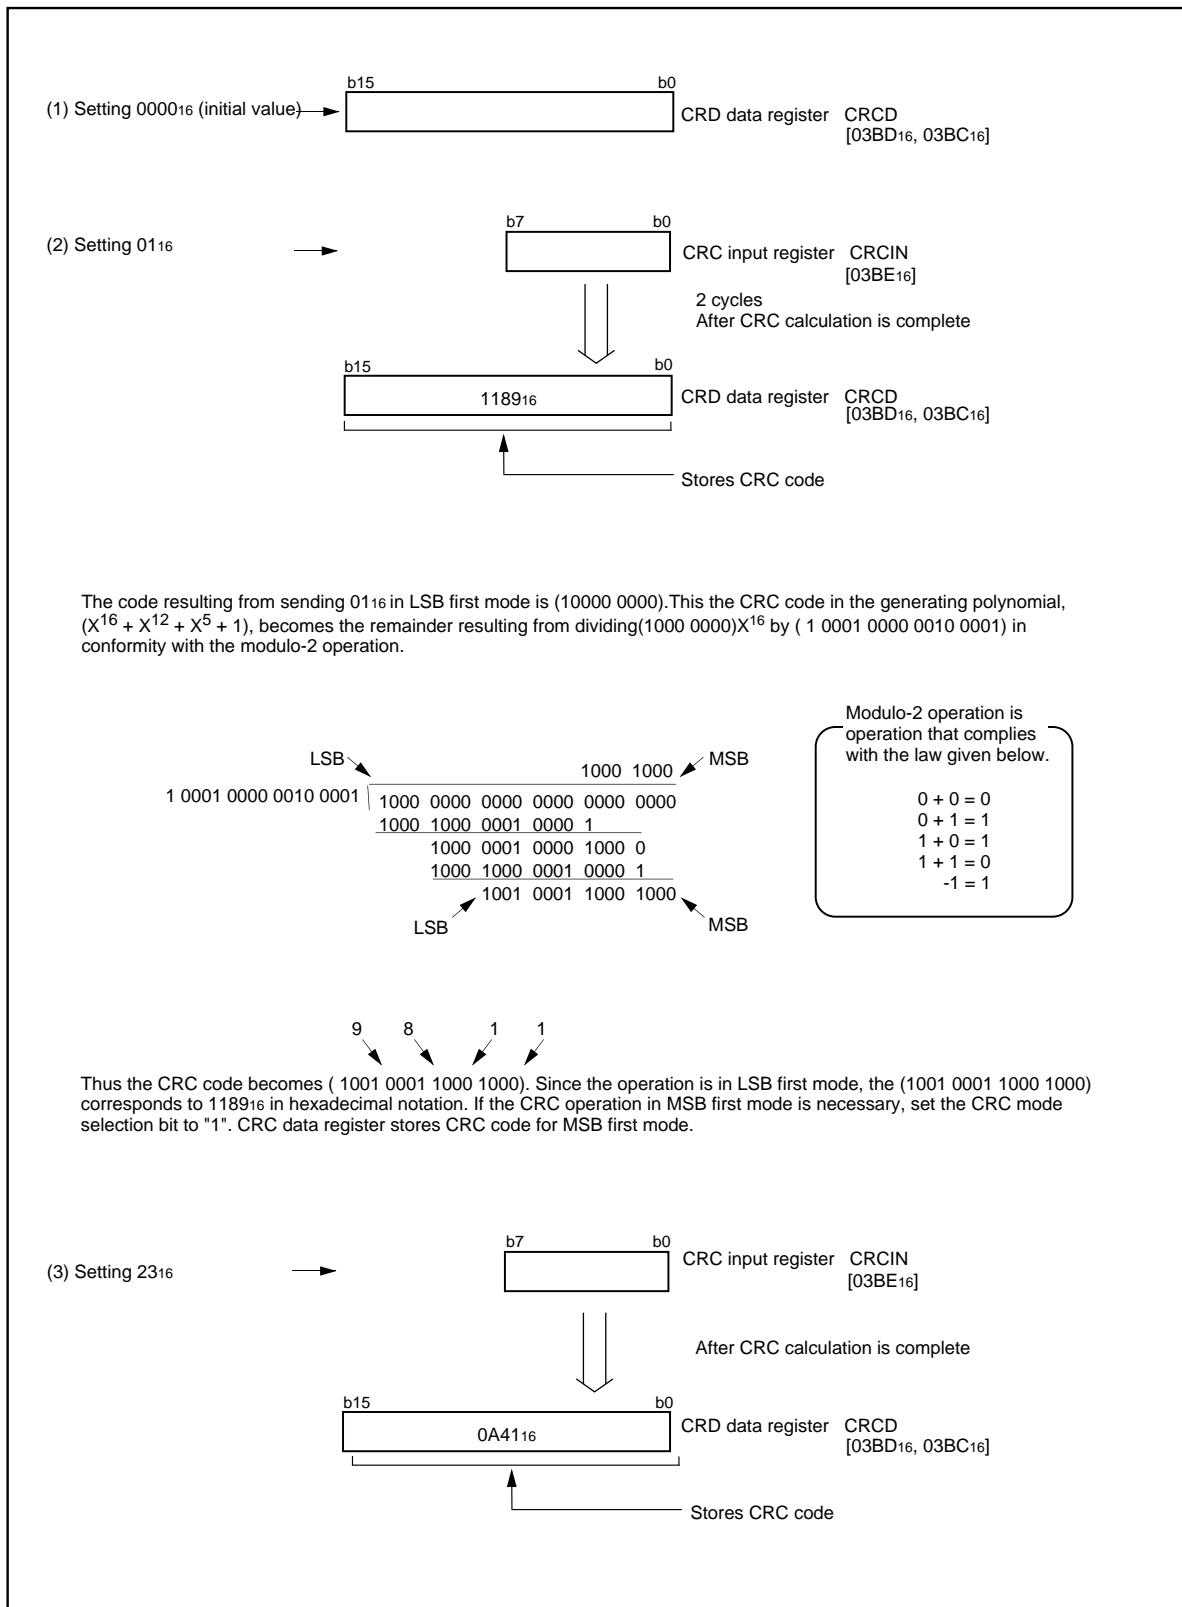 b15 b0
(1) Setting 0000₁₆ (initial value)
CRD data register CRCD
[03BD₁₆, 03BC₁₆]
b7 b0
(2) Setting 01₁₆
CRC input register CRCIN
[03BE₁₆]
2 cycles
After CRC calculation is complete
b15 b0
1189₁₆
CRD data register CRCD
[03BD₁₆, 03BC₁₆]
Stores CRC code
The code resulting from sending 01₁₆ in LSB first mode is (10000 0000).This the CRC code in the generating polynomial,
(X¹⁶ + X¹² + X⁵ + 1), becomes the remainder resulting from dividing(1000 0000)X¹⁶ by ( 1 0001 0000 0010 0001) in
conformity with the modulo-2 operation.
LSB
1000 1000
MSB
1 0001 0000 0010 0001
1000 0000 0000 0000 0000 0000
1000 1000 0001 0000 1
1000 0001 0000 1000 0
1000 1000 0001 0000 1
1001 0001 1000 1000
LSB
MSB
Modulo-2 operation is
operation that complies
with the law given below.
0 + 0 = 0
0 + 1 = 1
1 + 0 = 1
1 + 1 = 0
-1 = 1
9 8 1 1
Thus the CRC code becomes ( 1001 0001 1000 1000). Since the operation is in LSB first mode, the (1001 0001 1000 1000)
corresponds to 1189₁₆ in hexadecimal notation. If the CRC operation in MSB first mode is necessary, set the CRC mode
selection bit to "1". CRC data register stores CRC code for MSB first mode.
b7 b0
(3) Setting 23₁₆
CRC input register CRCIN
[03BE₁₆]
After CRC calculation is complete
b15 b0
0A41₁₆
CRD data register CRCD
[03BD₁₆, 03BC₁₆]
Stores CRC code